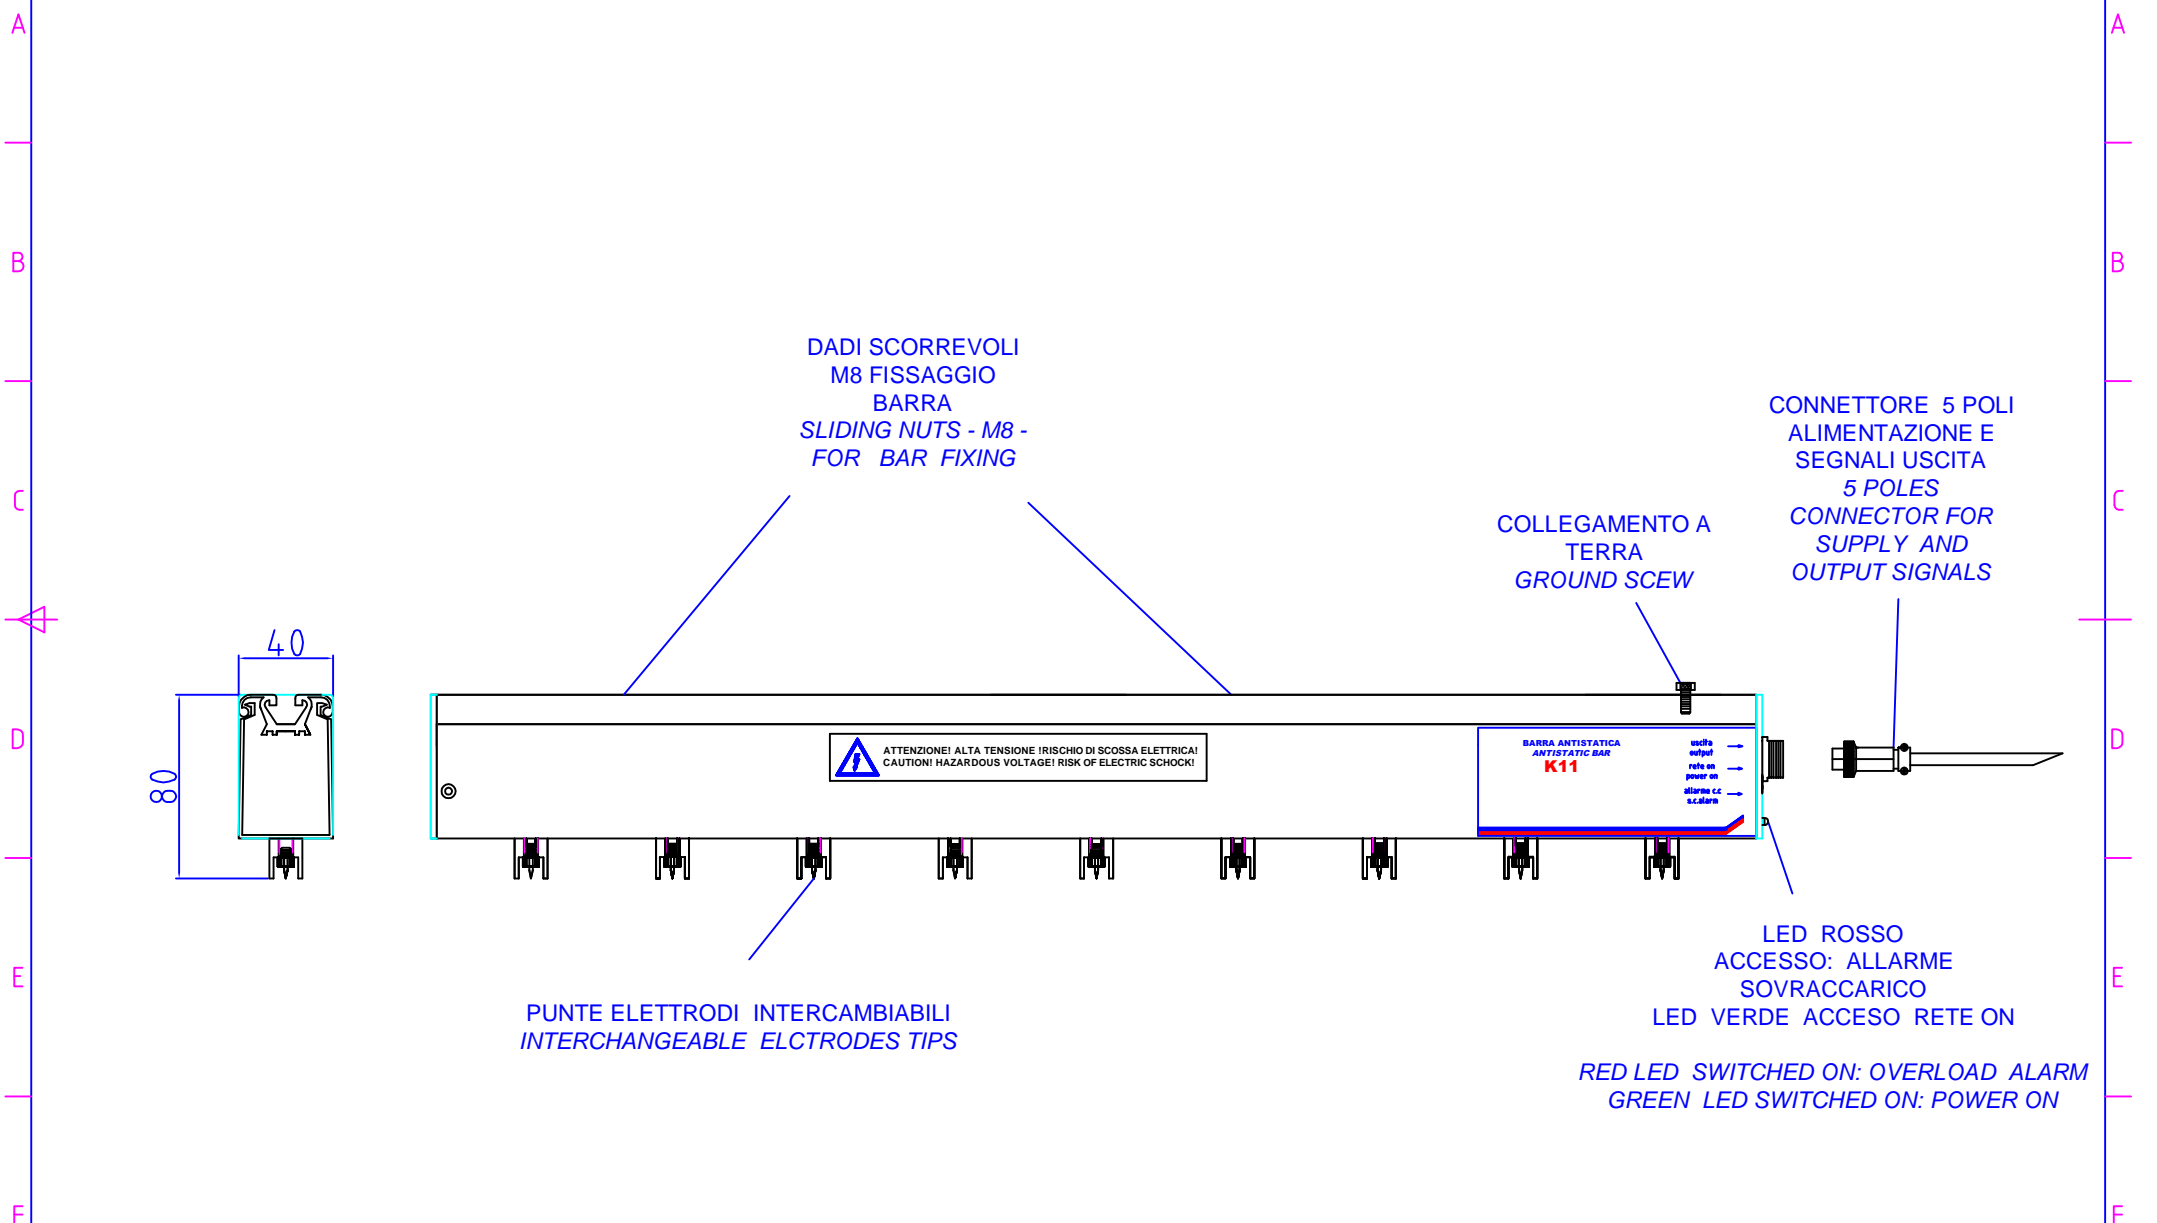 A
A
B
B
DADI SCORREVOLI
M8 FISSAGGIO
BARRA
SLIDING NUTS - M8 -
FOR BAR FIXING
CONNETTORE 5 POLI
ALIMENTAZIONE E
SEGNALI USCITA
5 POLES
CONNECTOR FOR
SUPPLY AND
OUTPUT SIGNALS
C
C
COLLEGAMENTO A
TERRA
GROUND SCEW
40
80
D
D
ATTENZIONE! ALTA TENSIONE !RISCHIO DI SCOSSA ELETTRICA!
CAUTION! HAZARDOUS VOLTAGE! RISK OF ELECTRIC SCHOCK!
BARRA ANTISTATICA
ANTISTATIC BAR
K11
uscita
output
rete on
power on
allarme c.c
s.c.alarm
LED ROSSO
ACCESSO: ALLARME
SOVRACCARICO
LED VERDE ACCESO RETE ON
RED LED SWITCHED ON: OVERLOAD ALARM
GREEN LED SWITCHED ON: POWER ON
E
E
PUNTE ELETTRODI INTERCAMBIABILI
INTERCHANGEABLE ELCTRODES TIPS
F
F